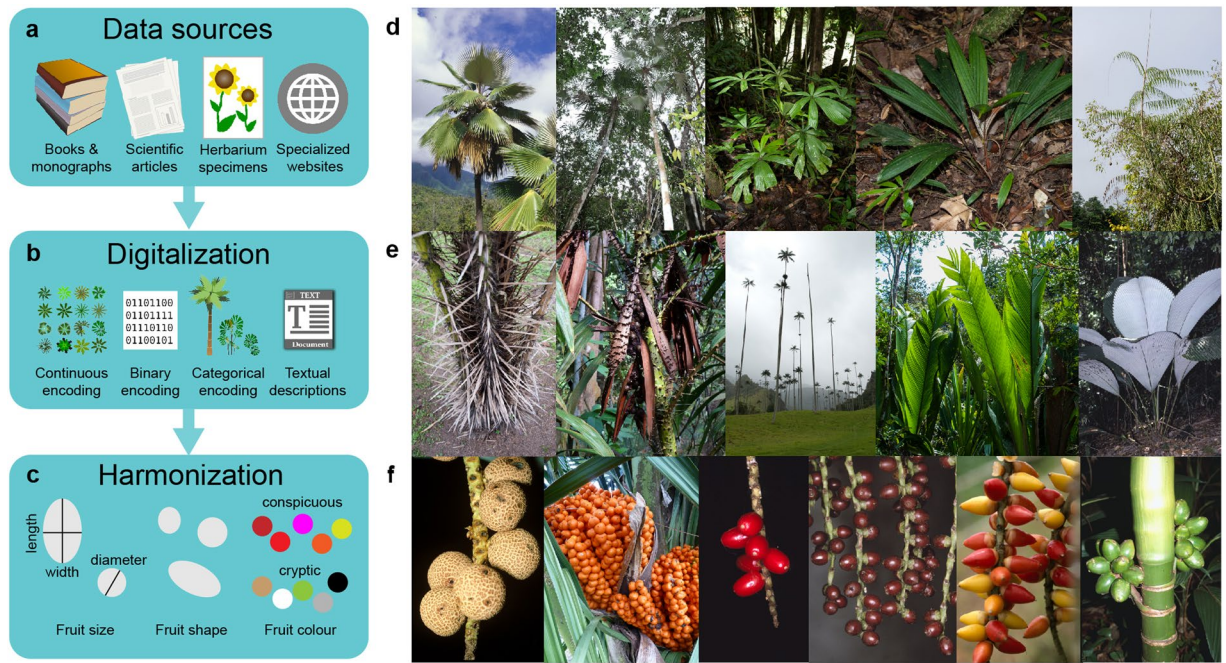 a Data sources
Books &
monographs
Scientific
articles
Herbarium
specimens
Specialized
websites
b Digitalization
01101100
01101111
01110110
01100101
TEXT
T
Document
Continuous
encoding
Binary
encoding
Categorical
encoding
Textual
descriptions
c Harmonization
length
width
diameter
conspicuous
cryptic
Fruit size
Fruit shape
Fruit colour
d
e
f